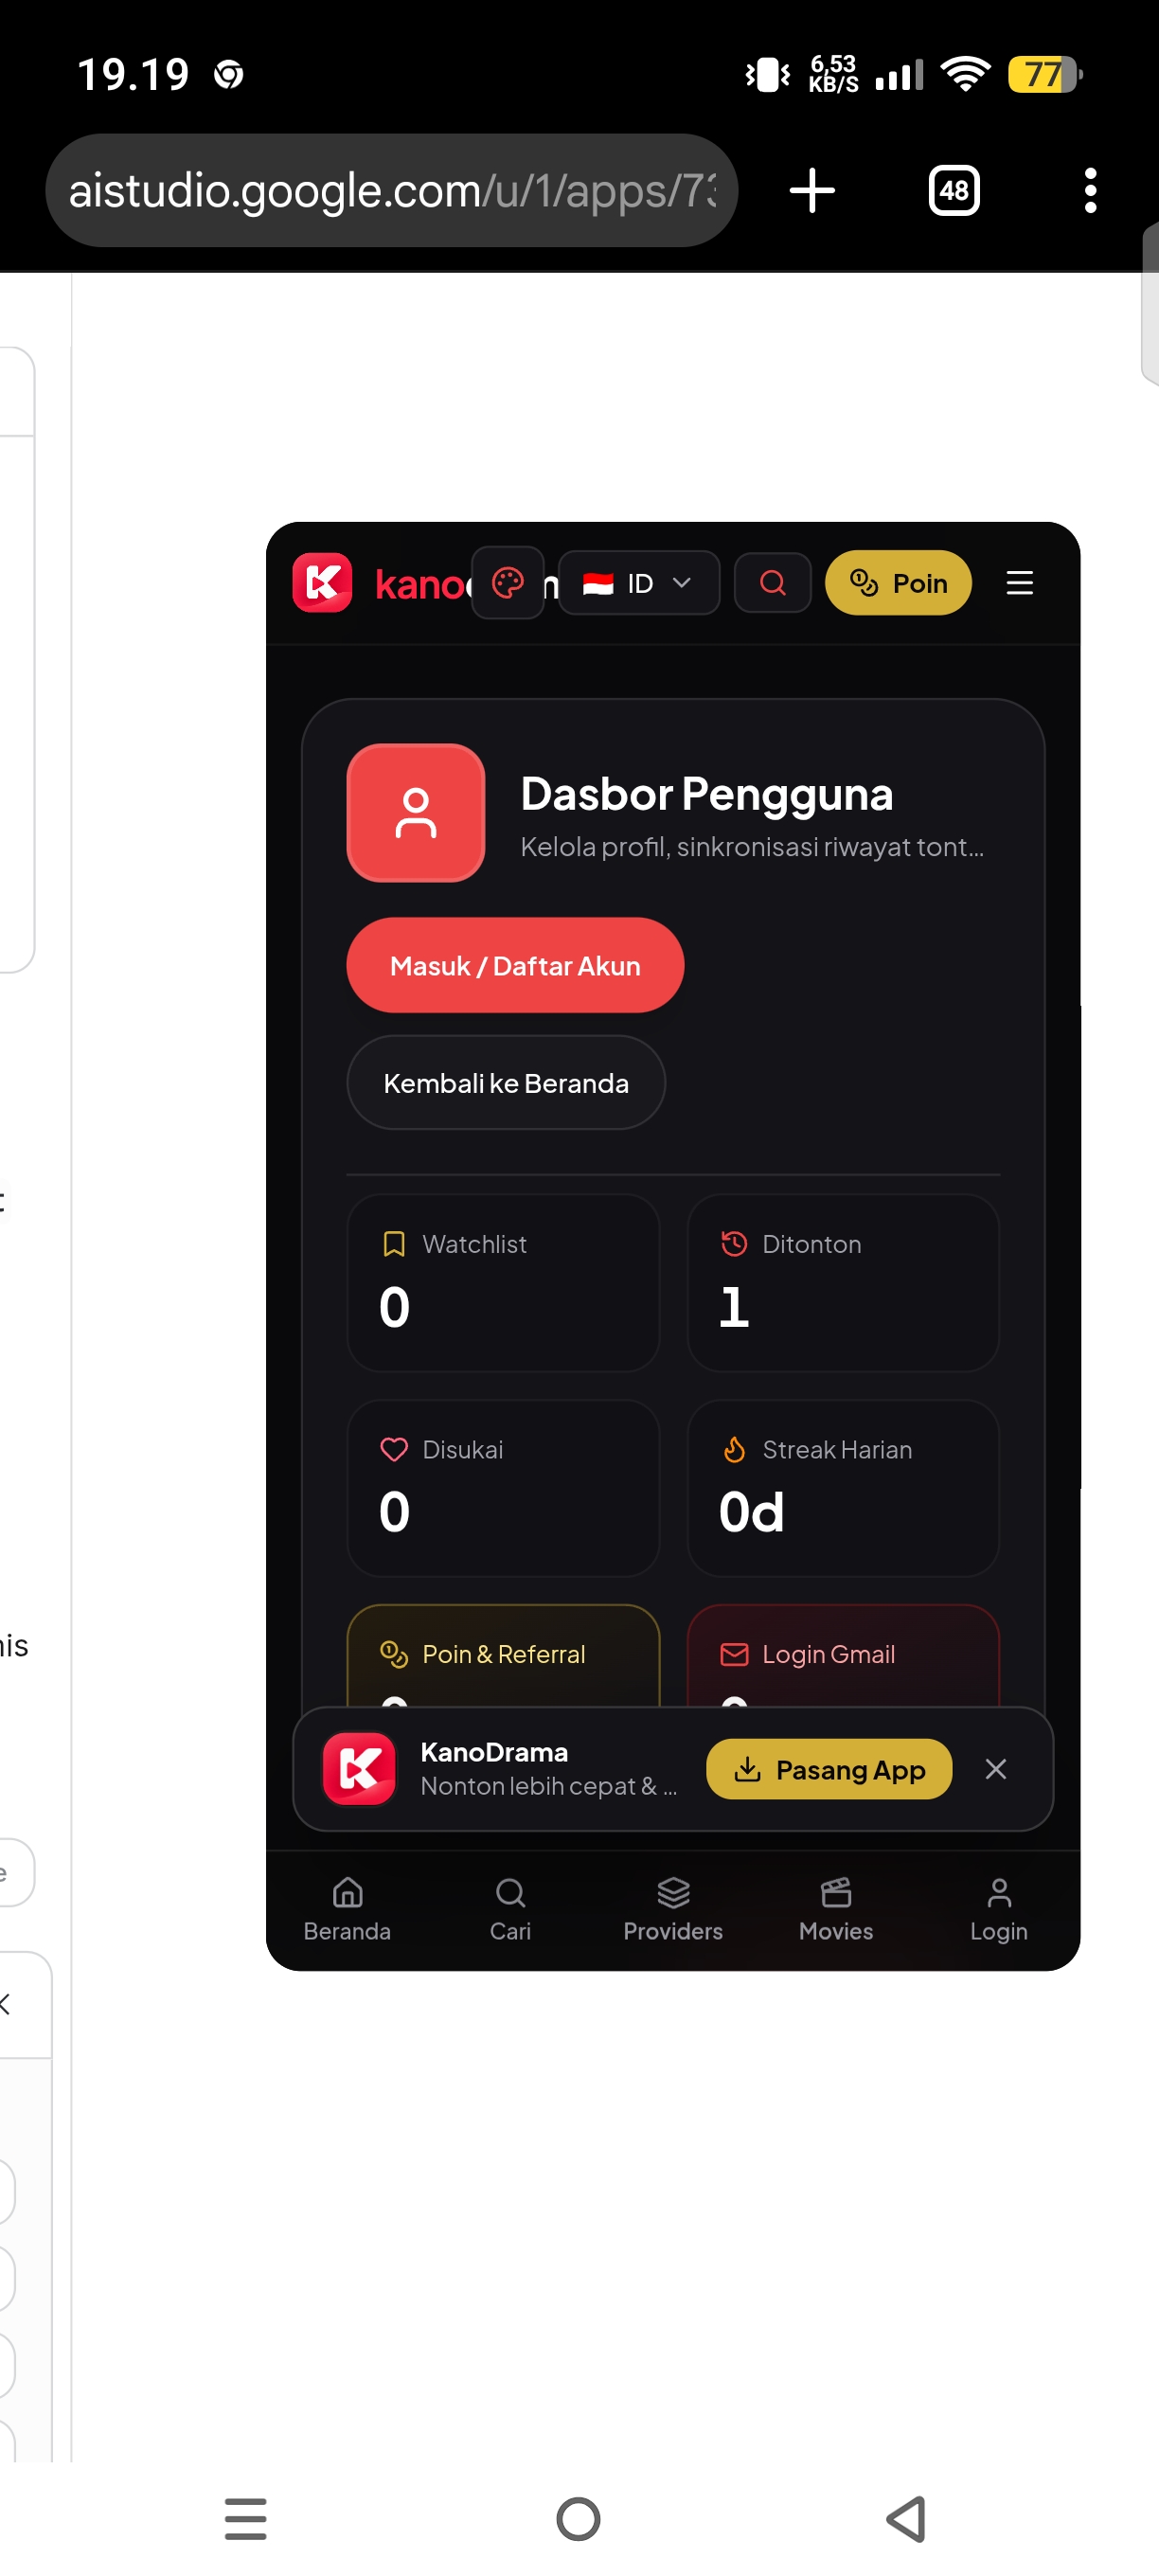 19.19
6,53
KB/S
77
aistudio.google.com/u/1/apps/73
48
kano
ID
Poin
Dasbor Pengguna
Kelola profil, sinkronisasi riwayat tont...
Masuk / Daftar Akun
Kembali ke Beranda
Watchlist
0
Ditonton
1
Disukai
0
Streak Harian
0d
Poin & Referral
Login Gmail
KanoDrama
Nonton lebih cepat & ...
Pasang App
Beranda
Cari
Providers
Movies
Login